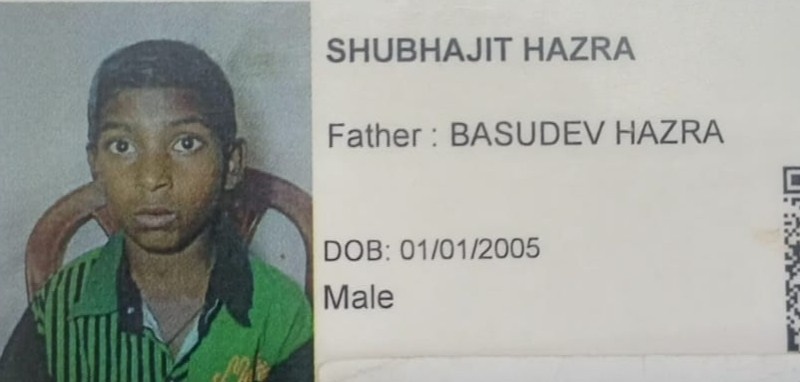 SHUBHAJIT HAZRA
Father : BASUDEV HAZRA
DOB: 01/01/2005
Male